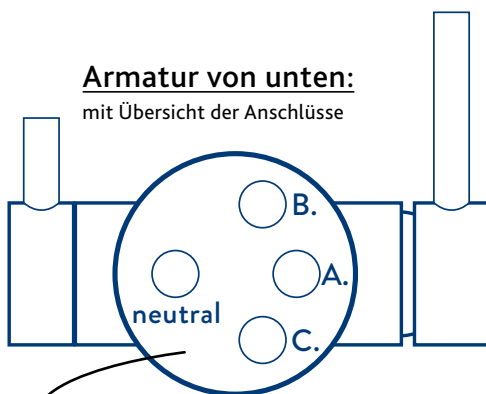 Armatur von unten:
mit Übersicht der Anschlüsse
B.
A.
neutral
C.